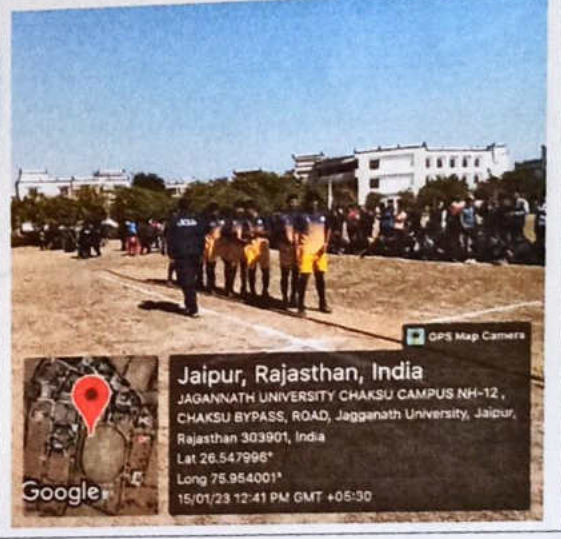 GPS Map Camera
Jaipur, Rajasthan, India
JAGANNATH UNIVERSITY CHAKSU CAMPUS NH-12 ,
CHAKSU BYPASS, ROAD, Jagganath University, Jaipur,
Rajasthan 303901, India
Lat 26.547996°
Long 75.954001°
15/01/23 12:41 PM GMT +05:30
Google